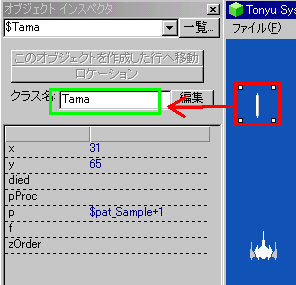 オブジェクト インスペクタ
$Tama
一覧...
このオブジェクトを作成した行へ移動
ロケーション
クラス名:
Tama
編集
x 31
y 65
died
pProc
p $pat_Sample+1
f
zOrder
Tonyu Sys
ファイル(F)